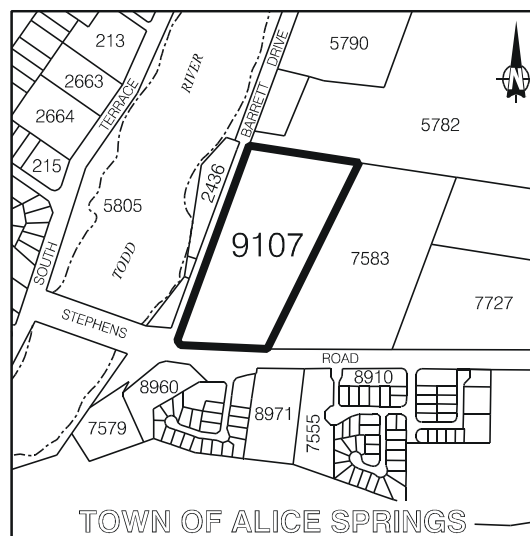 213
5790
2663
TERRACE
RIVER
BARRETT DRIVE
2664
5782
215
2436
5805
9107
7583
SOUTH
TODD
7727
STEPHENS
ROAD
8960
8910
8971
7555
7579
TOWN OF ALICE SPRINGS
N